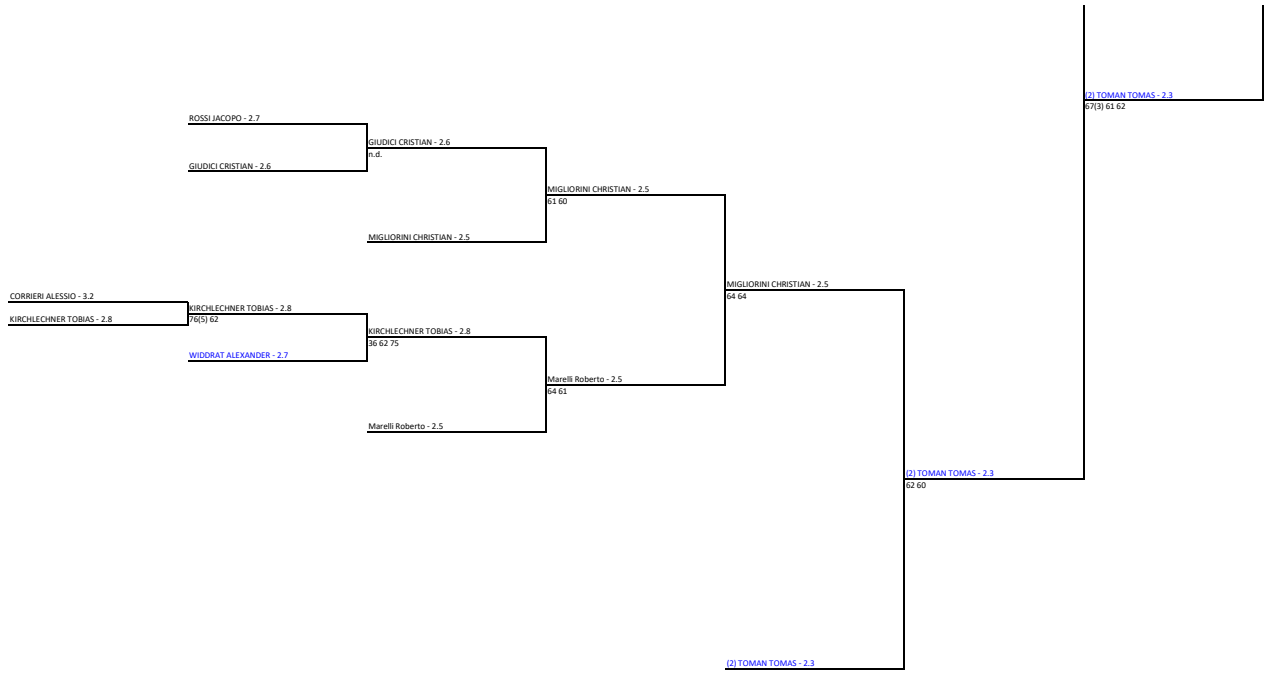 (2) TOMAN TOMAS - 2.3
67(3) 61 62
ROSSI JACOPO - 2.7
GIUDICI CRISTIAN - 2.6
n.d.
GIUDICI CRISTIAN - 2.6
MIGLIORINI CHRISTIAN - 2.5
61 60
MIGLIORINI CHRISTIAN - 2.5
MIGLIORINI CHRISTIAN - 2.5
64 64
CORRIERI ALESSIO - 3.2
KIRCHLECHNER TOBIAS - 2.8
76(5) 62
KIRCHLECHNER TOBIAS - 2.8
KIRCHLECHNER TOBIAS - 2.8
36 62 75
WIDDRAT ALEXANDER - 2.7
Marelli Roberto - 2.5
64 61
Marelli Roberto - 2.5
(2) TOMAN TOMAS - 2.3
62 60
(2) TOMAN TOMAS - 2.3